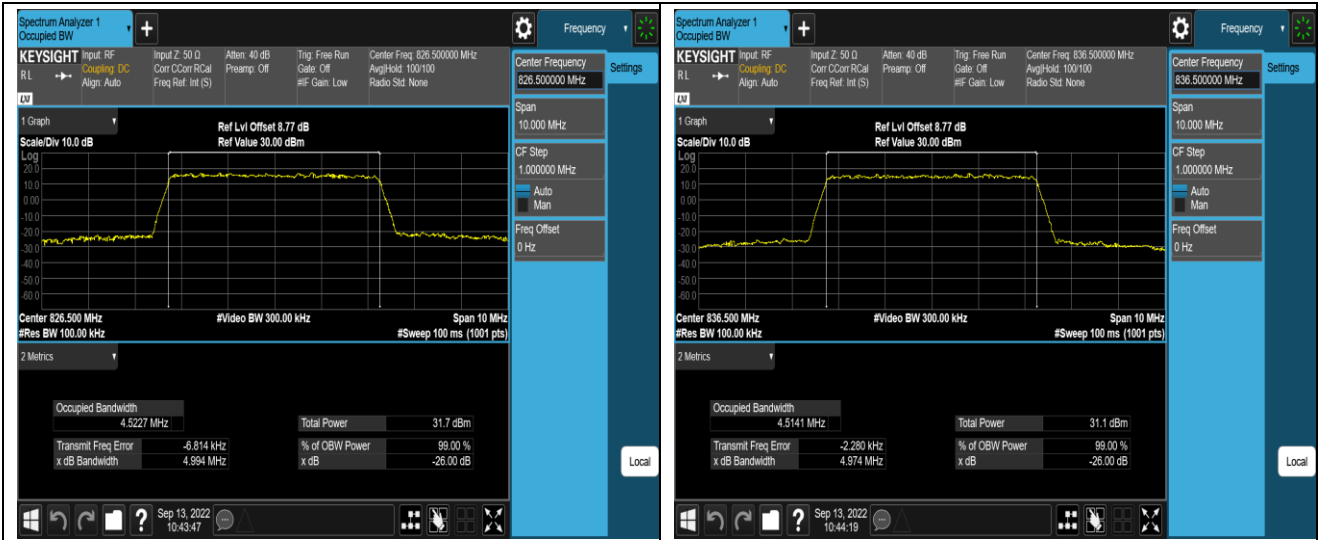 Spectrum Analyzer 1
Occupied BW
+
Frequency
KEYSIGHT
Input: RF
Coupling: DC
Align: Auto
Input Z: 50 Ω
Corr CCorr RCal
Freq Ref: Int (S)
Atten: 40 dB
Preamp: Off
Trig: Free Run
Gate: Off
#IF Gain: Low
Center Freq: 826.500000 MHz
Avg|Hold: 100/100
Radio Std: None
RL
LXI
Center Frequency
826.500000 MHz
Settings
Span
10.000 MHz
CF Step
1.000000 MHz
Auto
Man
Freq Offset
0 Hz
Local
1 Graph
Scale/Div 10.0 dB
Ref Lvl Offset 8.77 dB
Ref Value 30.00 dBm
Log
20.0
10.0
0.00
-10.0
-20.0
-30.0
-40.0
-50.0
-60.0
Center 826.500 MHz
#Video BW 300.00 kHz
Span 10 MHz
#Res BW 100.00 kHz
#Sweep 100 ms (1001 pts)
2 Metrics
Occupied Bandwidth
4.5227 MHz
Total Power 31.7 dBm
Transmit Freq Error -6.814 kHz
% of OBW Power 99.00 %
x dB Bandwidth 4.994 MHz
x dB -26.00 dB
?
Sep 13, 2022
10:43:47
Spectrum Analyzer 1
Occupied BW
+
Frequency
KEYSIGHT
Input: RF
Coupling: DC
Align: Auto
Input Z: 50 Ω
Corr CCorr RCal
Freq Ref: Int (S)
Atten: 40 dB
Preamp: Off
Trig: Free Run
Gate: Off
#IF Gain: Low
Center Freq: 836.500000 MHz
Avg|Hold: 100/100
Radio Std: None
RL
LXI
Center Frequency
836.500000 MHz
Settings
Span
10.000 MHz
CF Step
1.000000 MHz
Auto
Man
Freq Offset
0 Hz
Local
1 Graph
Scale/Div 10.0 dB
Ref Lvl Offset 8.77 dB
Ref Value 30.00 dBm
Log
20.0
10.0
0.00
-10.0
-20.0
-30.0
-40.0
-50.0
-60.0
Center 836.500 MHz
#Video BW 300.00 kHz
Span 10 MHz
#Res BW 100.00 kHz
#Sweep 100 ms (1001 pts)
2 Metrics
Occupied Bandwidth
4.5141 MHz
Total Power 31.1 dBm
Transmit Freq Error -2.280 kHz
% of OBW Power 99.00 %
x dB Bandwidth 4.974 MHz
x dB -26.00 dB
?
Sep 13, 2022
10:44:19